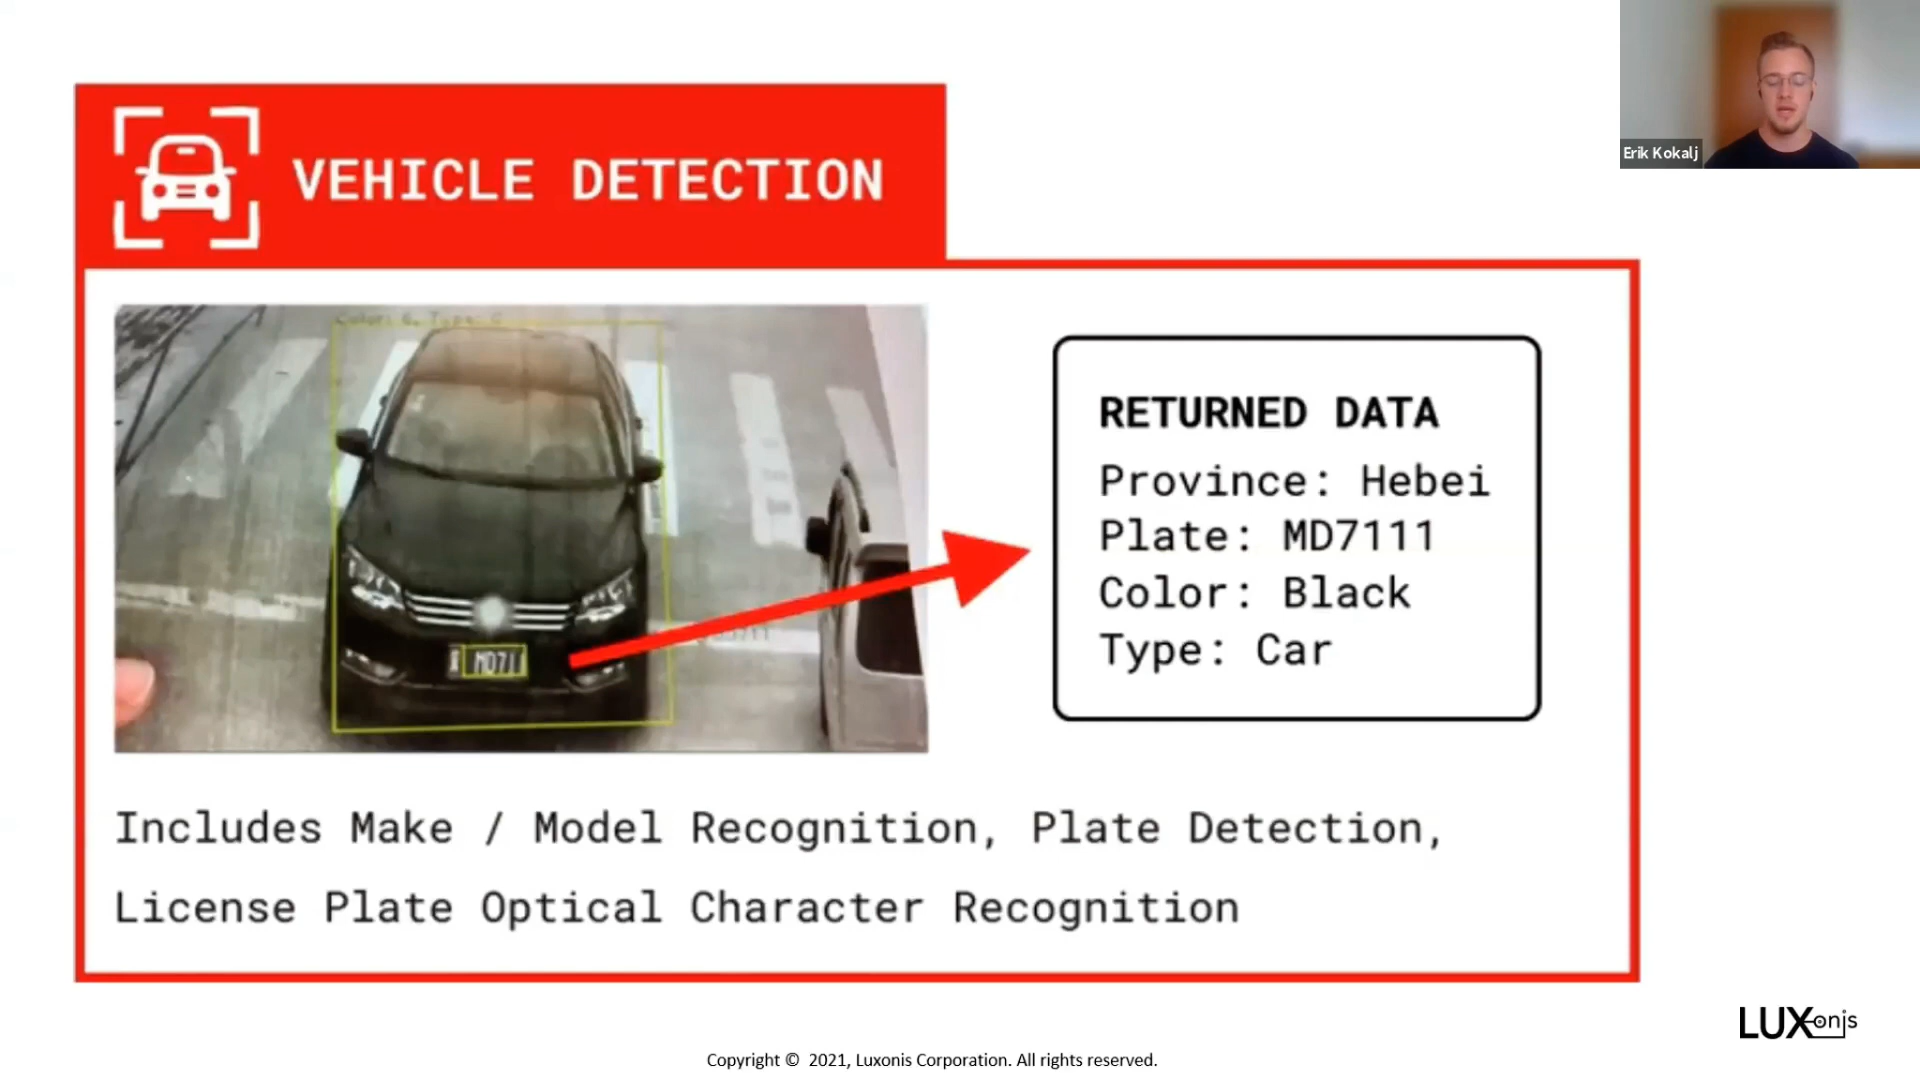 Erik Kokalj
VEHICLE DETECTION
RETURNED DATA
Province: Hebei
Plate: MD7111
Color: Black
Type: Car
Includes Make / Model Recognition, Plate Detection,
License Plate Optical Character Recognition
LUXonis
Copyright © 2021, Luxonis Corporation. All rights reserved.